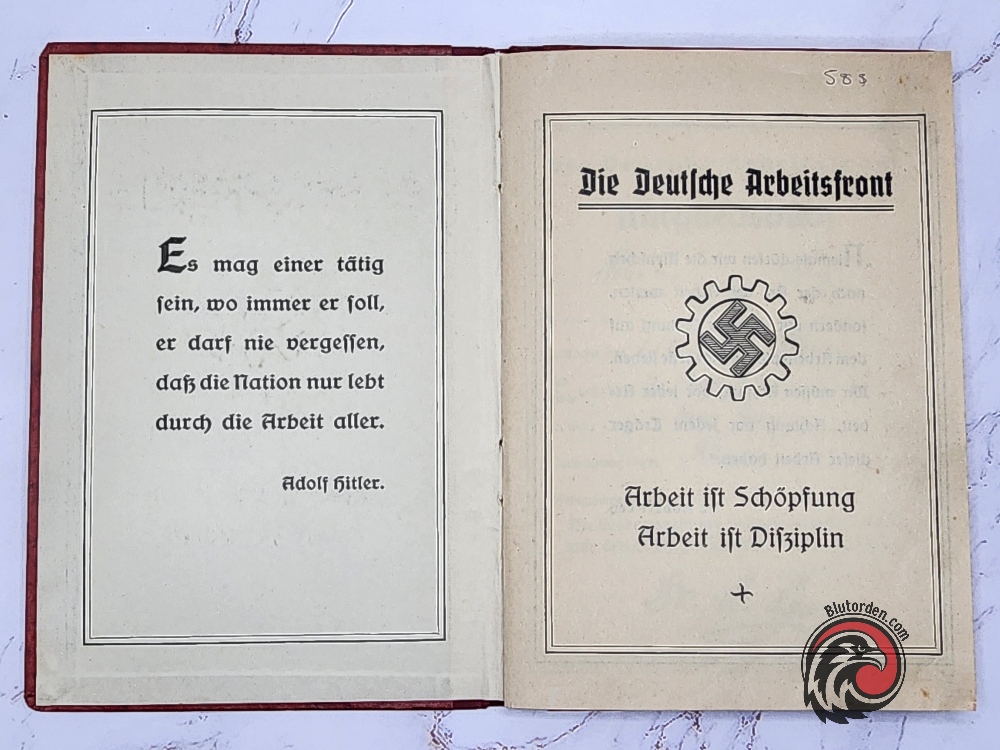 Es mag einer tätig
ſein, wo immer er ſoll,
er darf nie vergeſſen,
daß die Nation nur lebt
durch die Arbeit aller.
Adolf Hitler.
Die Deutſche Arbeitsfront
Arbeit iſt Schöpfung
Arbeit iſt Diſziplin
Blutorden.com